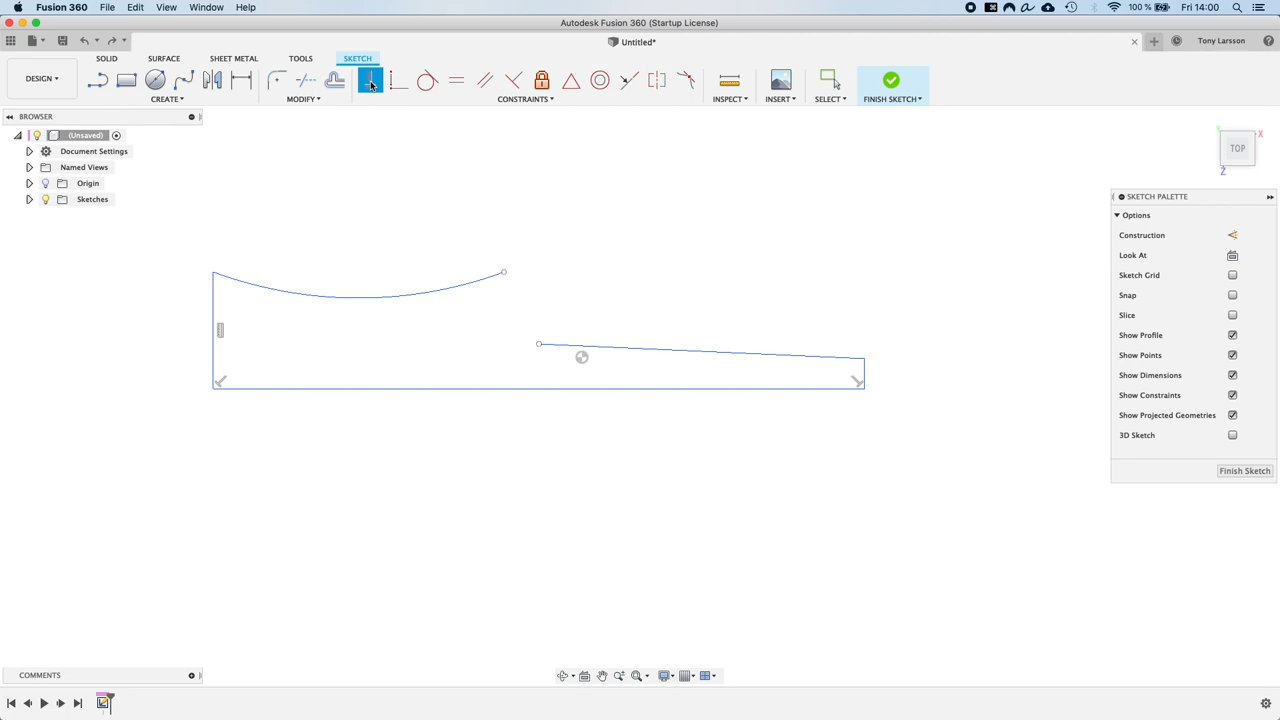 Fusion 360 File Edit View Window Help 100 % Fri 14:00
Autodesk Fusion 360 (Startup License)
Untitled* Tony Larsson
SOLID SURFACE SHEET METAL TOOLS SKETCH
DESIGN
CREATE MODIFY CONSTRAINTS INSPECT INSERT SELECT FINISH SKETCH
BROWSER
(Unsaved)
Document Settings
Named Views
Origin
Sketches
TOP
X
Y
Z
SKETCH PALETTE
Options
Construction
Look At
Sketch Grid
Snap
Slice
Show Profile
Show Points
Show Dimensions
Show Constraints
Show Projected Geometries
3D Sketch
Finish Sketch
COMMENTS